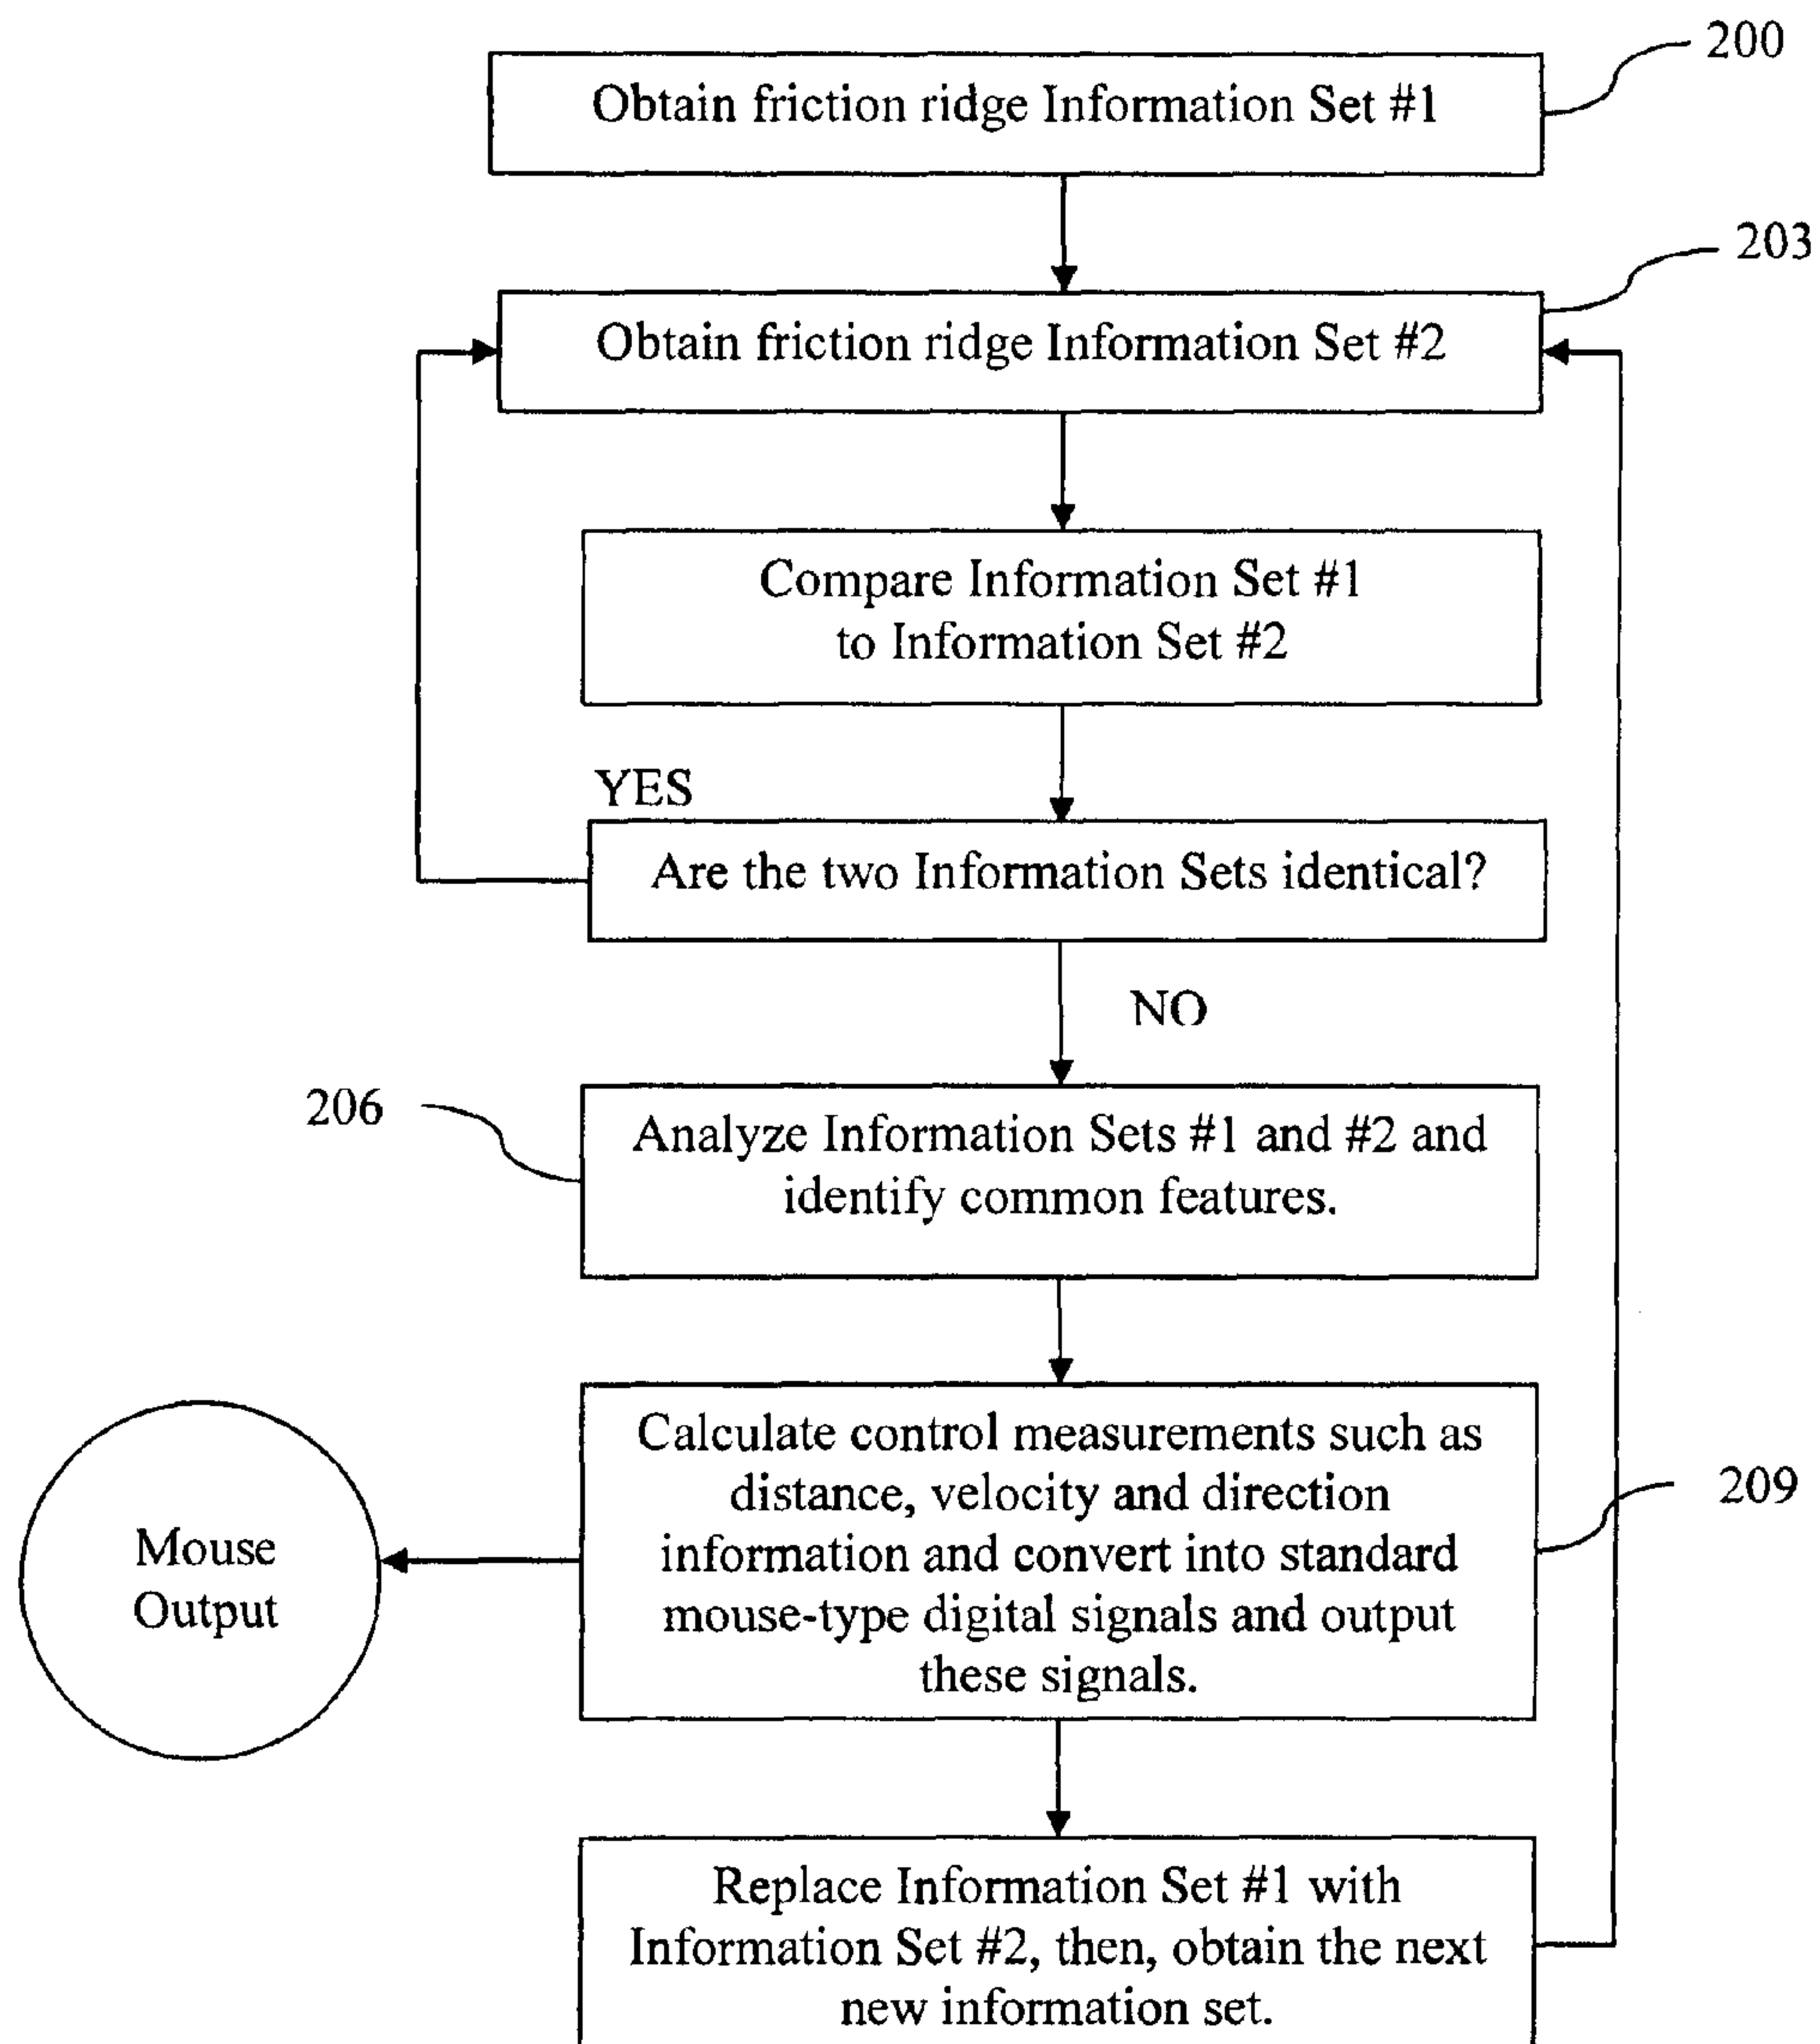 200
Obtain friction ridge Information Set #1
203
Obtain friction ridge Information Set #2
Compare Information Set #1
to Information Set #2
YES
Are the two Information Sets identical?
NO
206
Analyze Information Sets #1 and #2 and
identify common features.
Calculate control measurements such as
distance, velocity and direction
information and convert into standard
mouse-type digital signals and output
these signals.
209
Mouse
Output
Replace Information Set #1 with
Information Set #2, then, obtain the next
new information set.